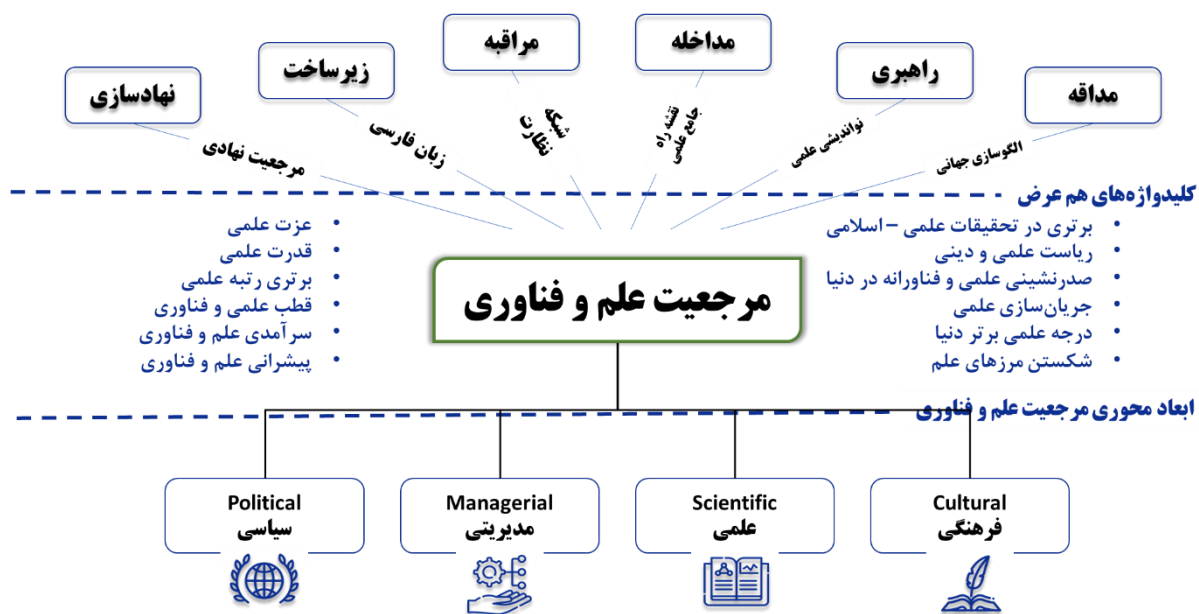 مداخله
مراقبه
راهبری
زیرساخت
مداقه
نهادسازی
الگوسازی جهانی
نواندیشی علمی
نقشه راه
جامع علمی
شبکه
نظارت
زبان فارسی
مرجعیت نهادی
کلیدواژه‌های هم عرض
• برتری در تحقیقات علمی – اسلامی
• ریاست علمی و دینی
• صدرنشینی علمی و فناورانه در دنیا
• جریان‌سازی علمی
• درجه علمی برتر دنیا
• شکستن مرزهای علم
مرجعیت علم و فناوری
• عزت علمی
• قدرت علمی
• برتری رتبه علمی
• قطب علمی و فناوری
• سرآمدی علم و فناوری
• پیشرانی علم و فناوری
ابعاد محوری مرجعیت علم و فناوری
Cultural
فرهنگی
Scientific
علمی
Managerial
مدیریتی
Political
سیاسی